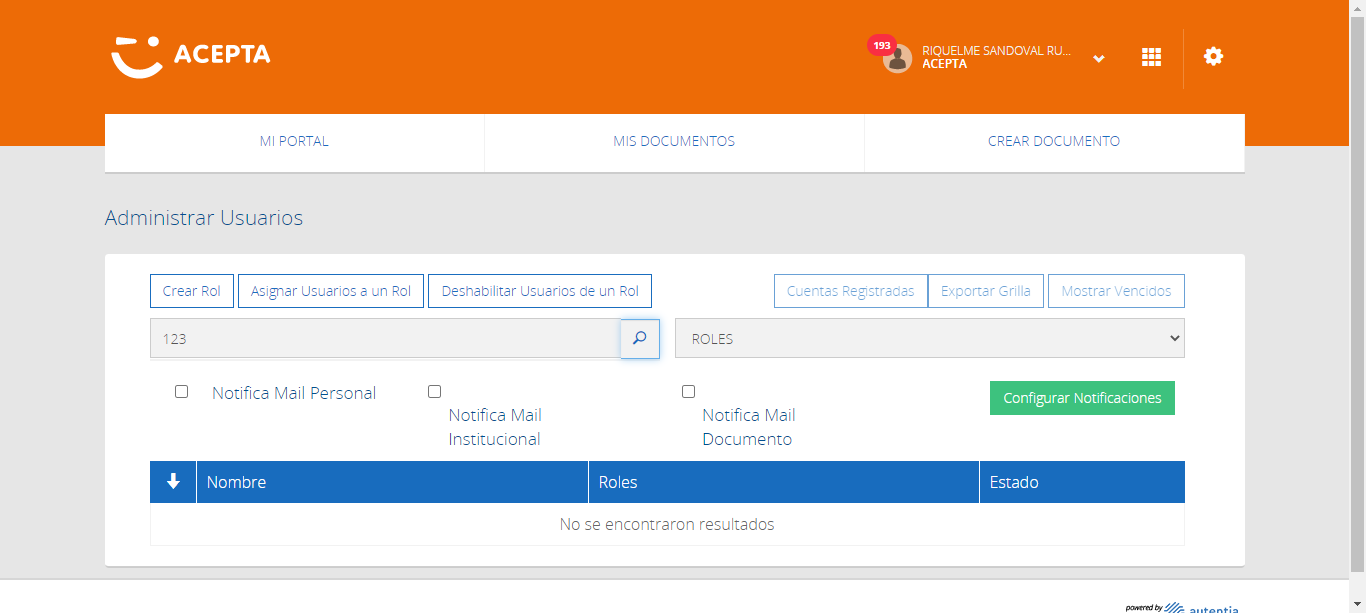 ACEPTA
193
RIQUELME SANDOVAL RU...
ACEPTA
MI PORTAL
MIS DOCUMENTOS
CREAR DOCUMENTO
Administrar Usuarios
Crear Rol
Asignar Usuarios a un Rol
Deshabilitar Usuarios de un Rol
Cuentas Registradas
Exportar Grilla
Mostrar Vencidos
123
ROLES
Notifica Mail Personal
Notifica Mail
Institucional
Notifica Mail
Documento
Configurar Notificaciones
Nombre
Roles
Estado
No se encontraron resultados
powered by autentia